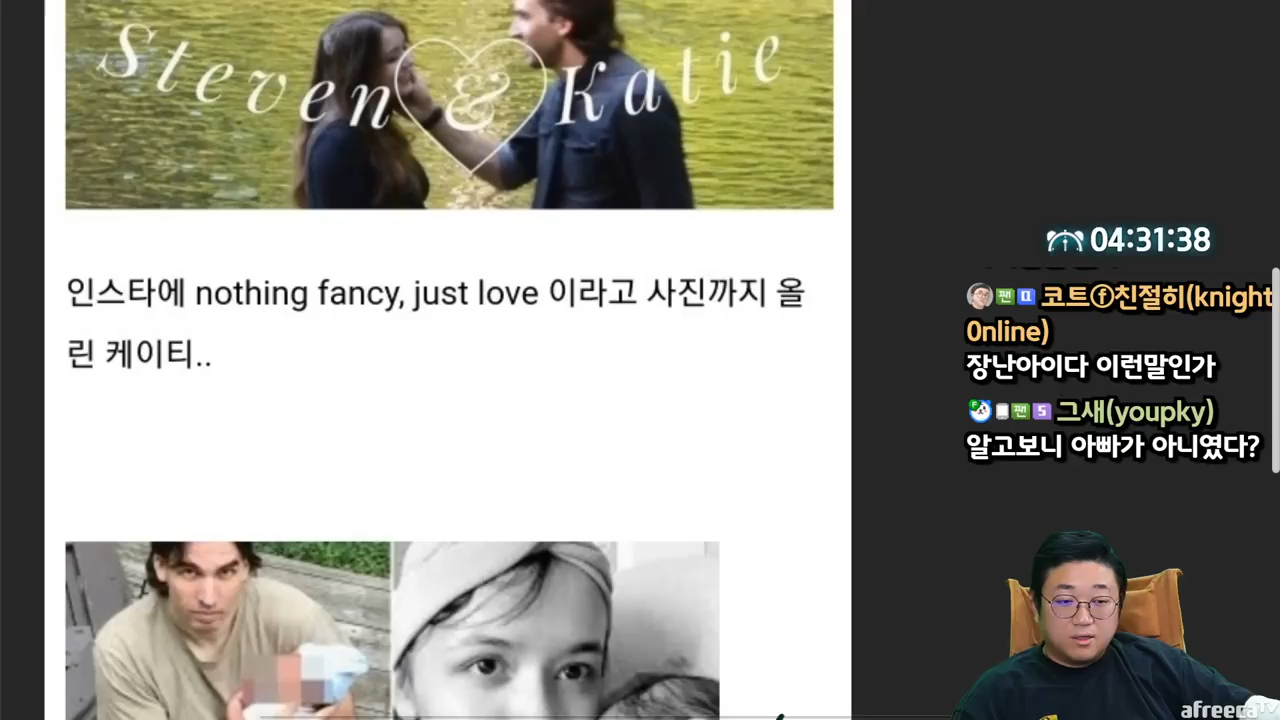 Steven & Katie
인스타에 nothing fancy, just love 이라고 사진까지 올
린 케이티..
04:31:38
팬 코트ⓕ친절히(knight
0nline)
장난아이다 이런말인가
팬 5 그새(youpky)
알고보니 아빠가 아니였다?
afreecaTV